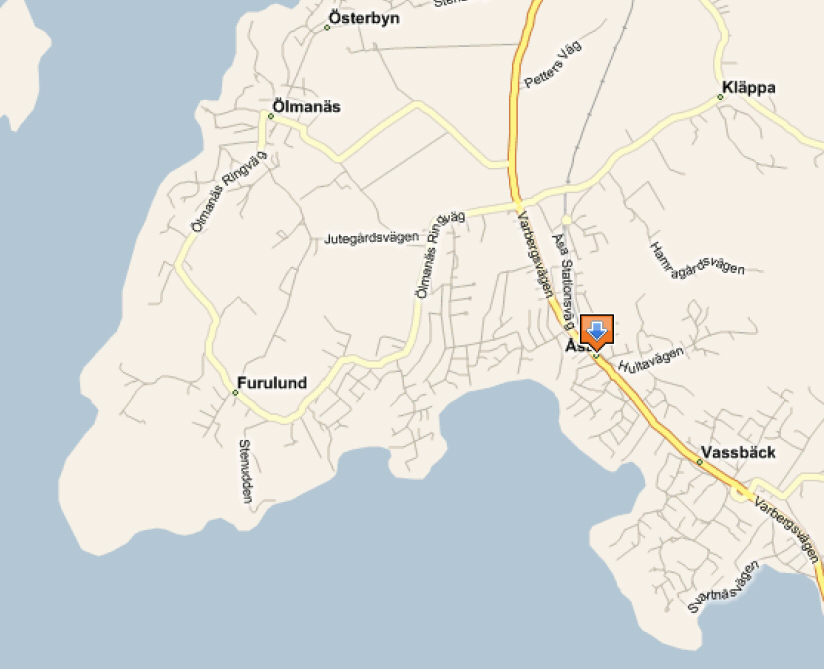 Österbyn
Petters Väg
Kläppa
Ölmanäs
Ölmanäs Ringväg
Jutegårdsvägen
Ölmanäs Ringväg
Varbergsvägen
Åsa Stationsväg
Hamragårdsvägen
Hultavägen
Furulund
Stenudden
Vassbäck
Varbergsvägen
Svartnäsvägen